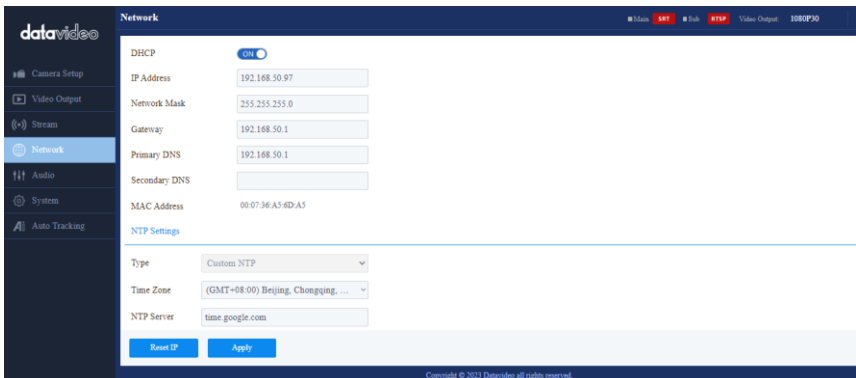 datavideo
Network
Main SRT Sub RTSP Video Output: 1080P30
Camera Setup
Video Output
Stream
Network
Audio
System
Auto Tracking
DHCP ON
IP Address 192.168.50.97
Network Mask 255.255.255.0
Gateway 192.168.50.1
Primary DNS 192.168.50.1
Secondary DNS
MAC Address 00:07:36:A5:6D:A5
NTP Settings
Type Custom NTP
Time Zone (GMT+08:00) Beijing, Chongqing, ...
NTP Server time.google.com
Reset IP Apply
Copyright © 2023 Datavideo all rights reserved.